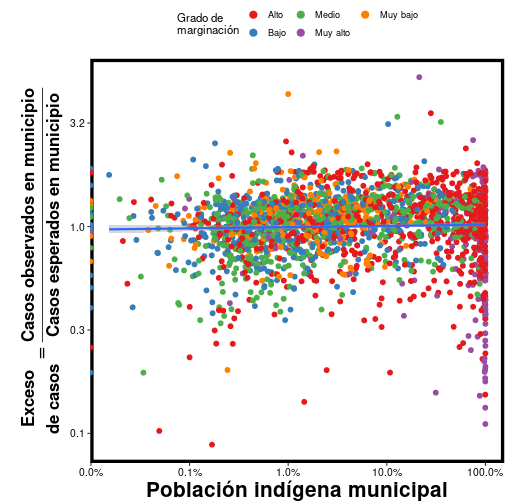 Grado de
marginación
Alto
Medio
Muy bajo
Bajo
Muy alto
Exceso
de casos
=
Casos observados en municipio
Casos esperados en municipio
3.2
1.0
0.3
0.1
0.0%
0.1%
1.0%
10.0%
100.0%
Población indígena municipal